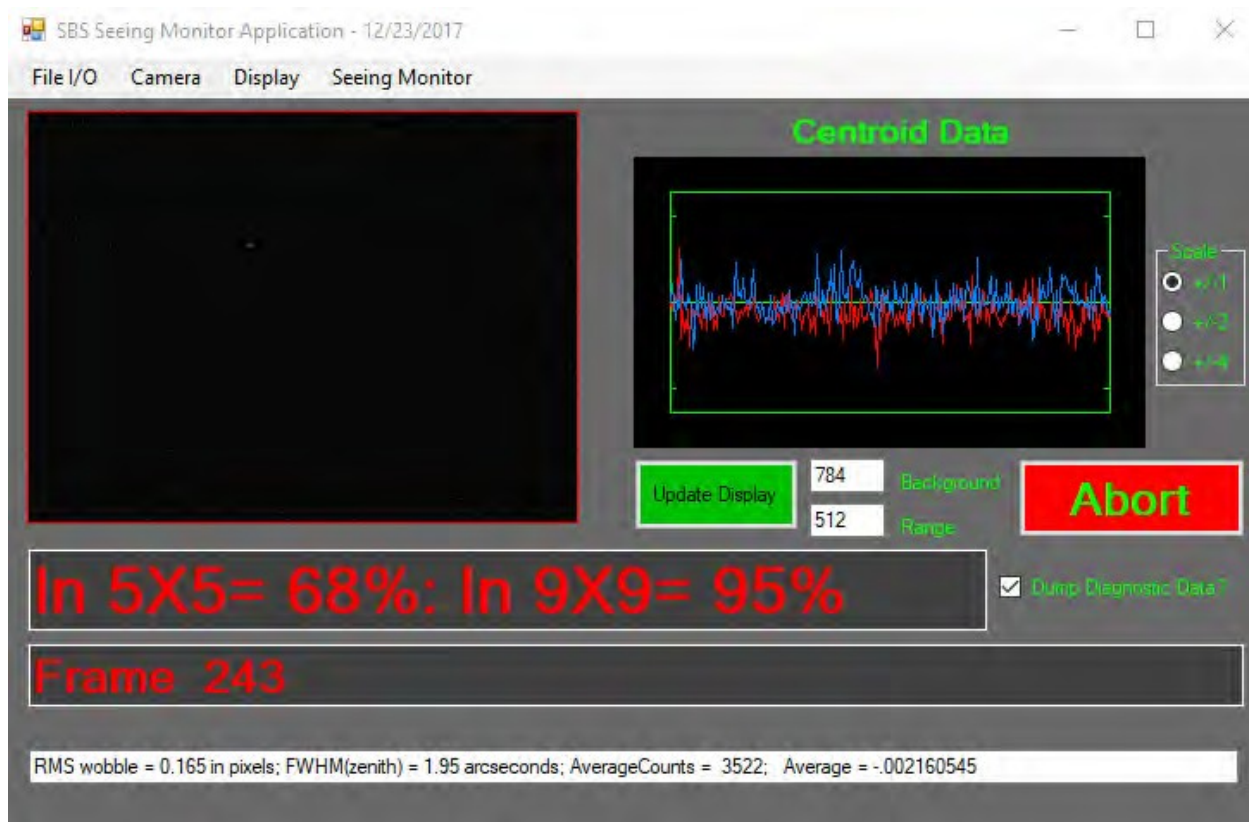 SBS Seeing Monitor Application - 12/23/2017
File I/O Camera Display Seeing Monitor
Centroid Data
Scale
+/-1
+/-2
+/-4
Update Display
784
Background
512
Range
Abort
In 5X5= 68%: In 9X9= 95%
Dump Diagnostic Data?
Frame 243
RMS wobble = 0.165 in pixels; FWHM(zenith) = 1.95 arcseconds; AverageCounts = 3522; Average = -.002160545